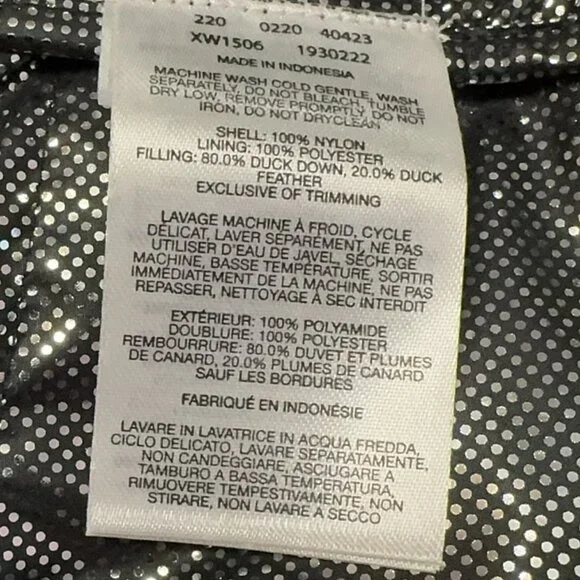 220 0220 40423
XW1506 1930222
MADE IN INDONESIA
MACHINE WASH COLD GENTLE, WASH
SEPARATELY, DO NOT BLEACH, TUMBLE
DRY LOW, REMOVE PROMPTLY, DO NOT
IRON, DO NOT DRYCLEAN
SHELL: 100% NYLON
LINING: 100% POLYESTER
FILLING: 80.0% DUCK DOWN, 20.0% DUCK
FEATHER
EXCLUSIVE OF TRIMMING
LAVAGE MACHINE À FROID, CYCLE
DÉLICAT, LAVER SÉPARÉMENT, NE PAS
UTILISER D'EAU DE JAVEL, SÉCHAGE
MACHINE, BASSE TEMPÉRATURE, SORTIR
IMMÉDIATEMENT DE LA MACHINE, NE PAS
REPASSER, NETTOYAGE À SEC INTERDIT
EXTÉRIEUR: 100% POLYAMIDE
DOUBLURE: 100% POLYESTER
REMBOURRURE: 80.0% DUVET ET PLUMES
DE CANARD, 20.0% PLUMES DE CANARD
SAUF LES BORDURES
FABRIQUÉ EN INDONÉSIE
LAVARE IN LAVATRICE IN ACQUA FREDDA,
CICLO DELICATO, LAVARE SEPARATAMENTE,
NON CANDEGGIARE, ASCIUGARE A
TAMBURO A BASSA TEMPERATURA,
RIMUOVERE TEMPESTIVAMENTE, NON
STIRARE, NON LAVARE A SECCO